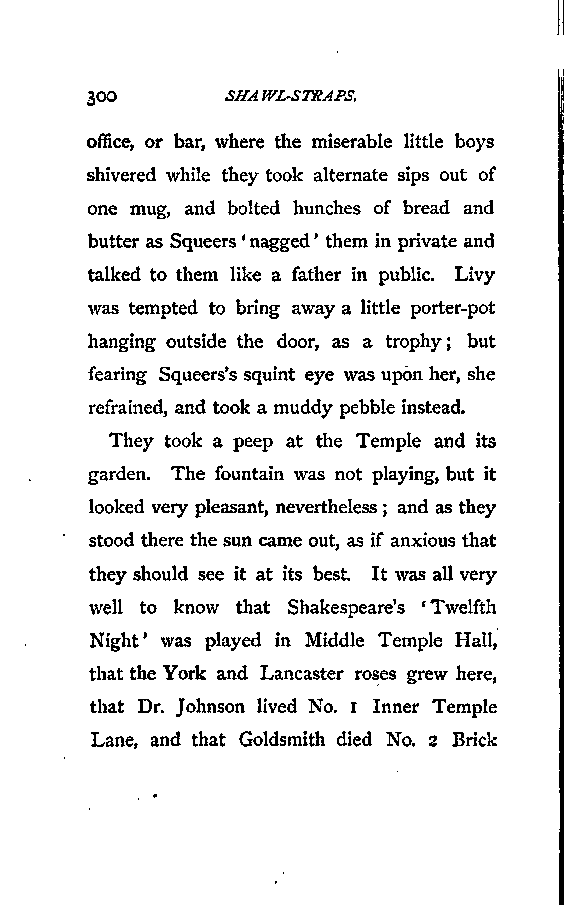 300 SHAWL-STRAPS.
office, or bar, where the miserable little boys
shivered while they took alternate sips out of
one mug, and bolted hunches of bread and
butter as Squeers ‘nagged’ them in private and
talked to them like a father in public. Livy
was tempted to bring away a little porter-pot
hanging outside the door, as a trophy; but
fearing Squeers's squint eye was upon her, she
refrained, and took a muddy pebble instead.
They took a peep at the Temple and its
garden. The fountain was not playing, but it
looked very pleasant, nevertheless; and as they
stood there the sun came out, as if anxious that
they should see it at its best. It was all very
well to know that Shakespeare's ‘Twelfth
Night’ was played in Middle Temple Hall,
that the York and Lancaster roses grew here,
that Dr. Johnson lived No. 1 Inner Temple
Lane, and that Goldsmith died No. 2 Brick